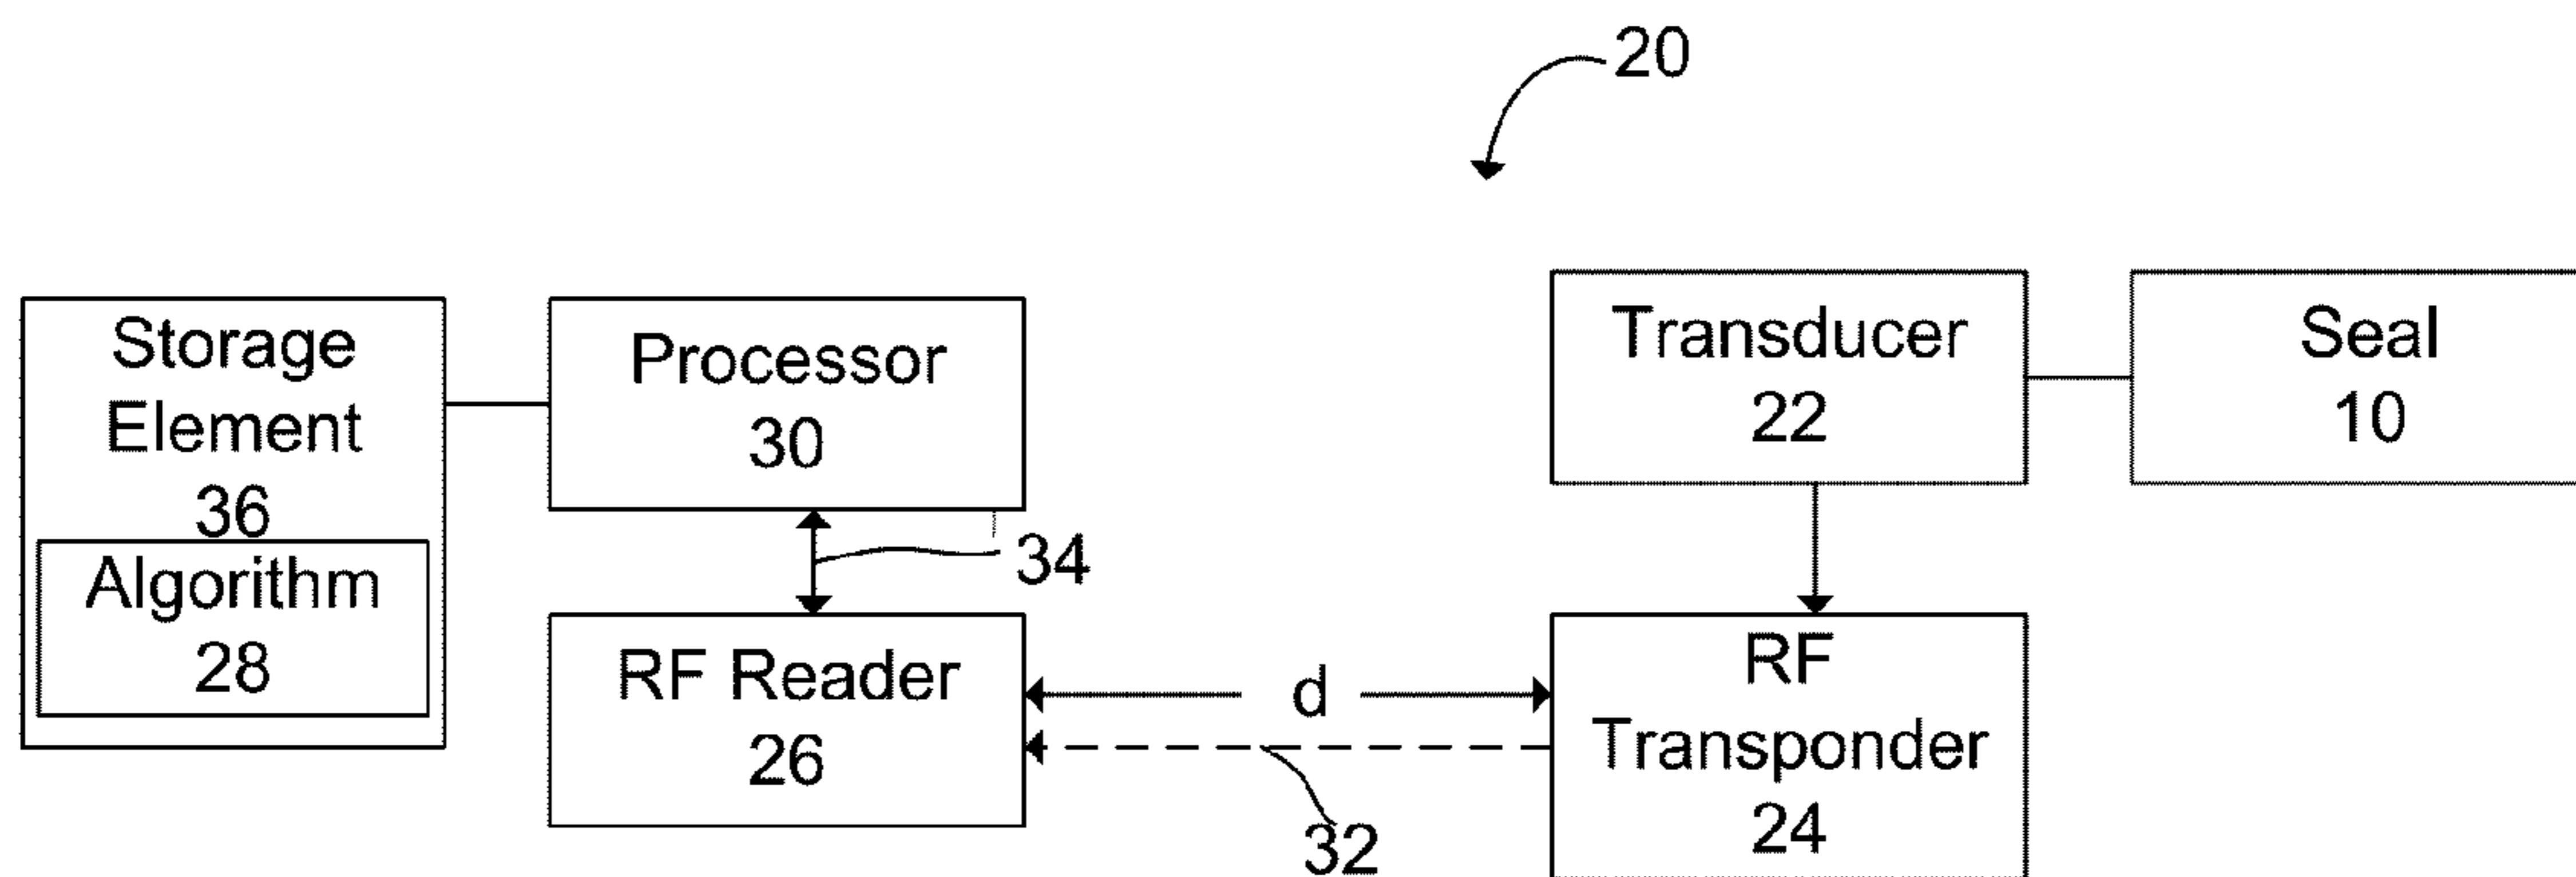 20
Storage
Element
36
Algorithm
28
Processor
30
34
RF Reader
26
d
32
Transducer
22
Seal
10
RF
Transponder
24